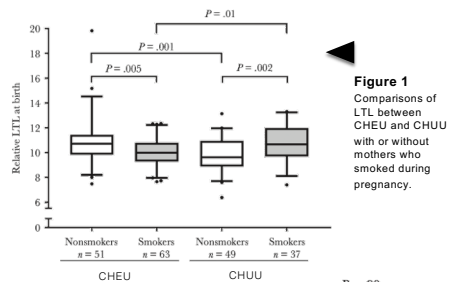 P = .01
P = .001
P = .005
P = .002
Relative LTL at birth
20
18
16
14
12
10
8
6
0
Nonsmokers
n = 51
Smokers
n = 63
Nonsmokers
n = 49
Smokers
n = 37
CHEU
CHUU
Figure 1
Comparisons of
LTL between
CHEU and CHUU
with or without
mothers who
smoked during
pregnancy.